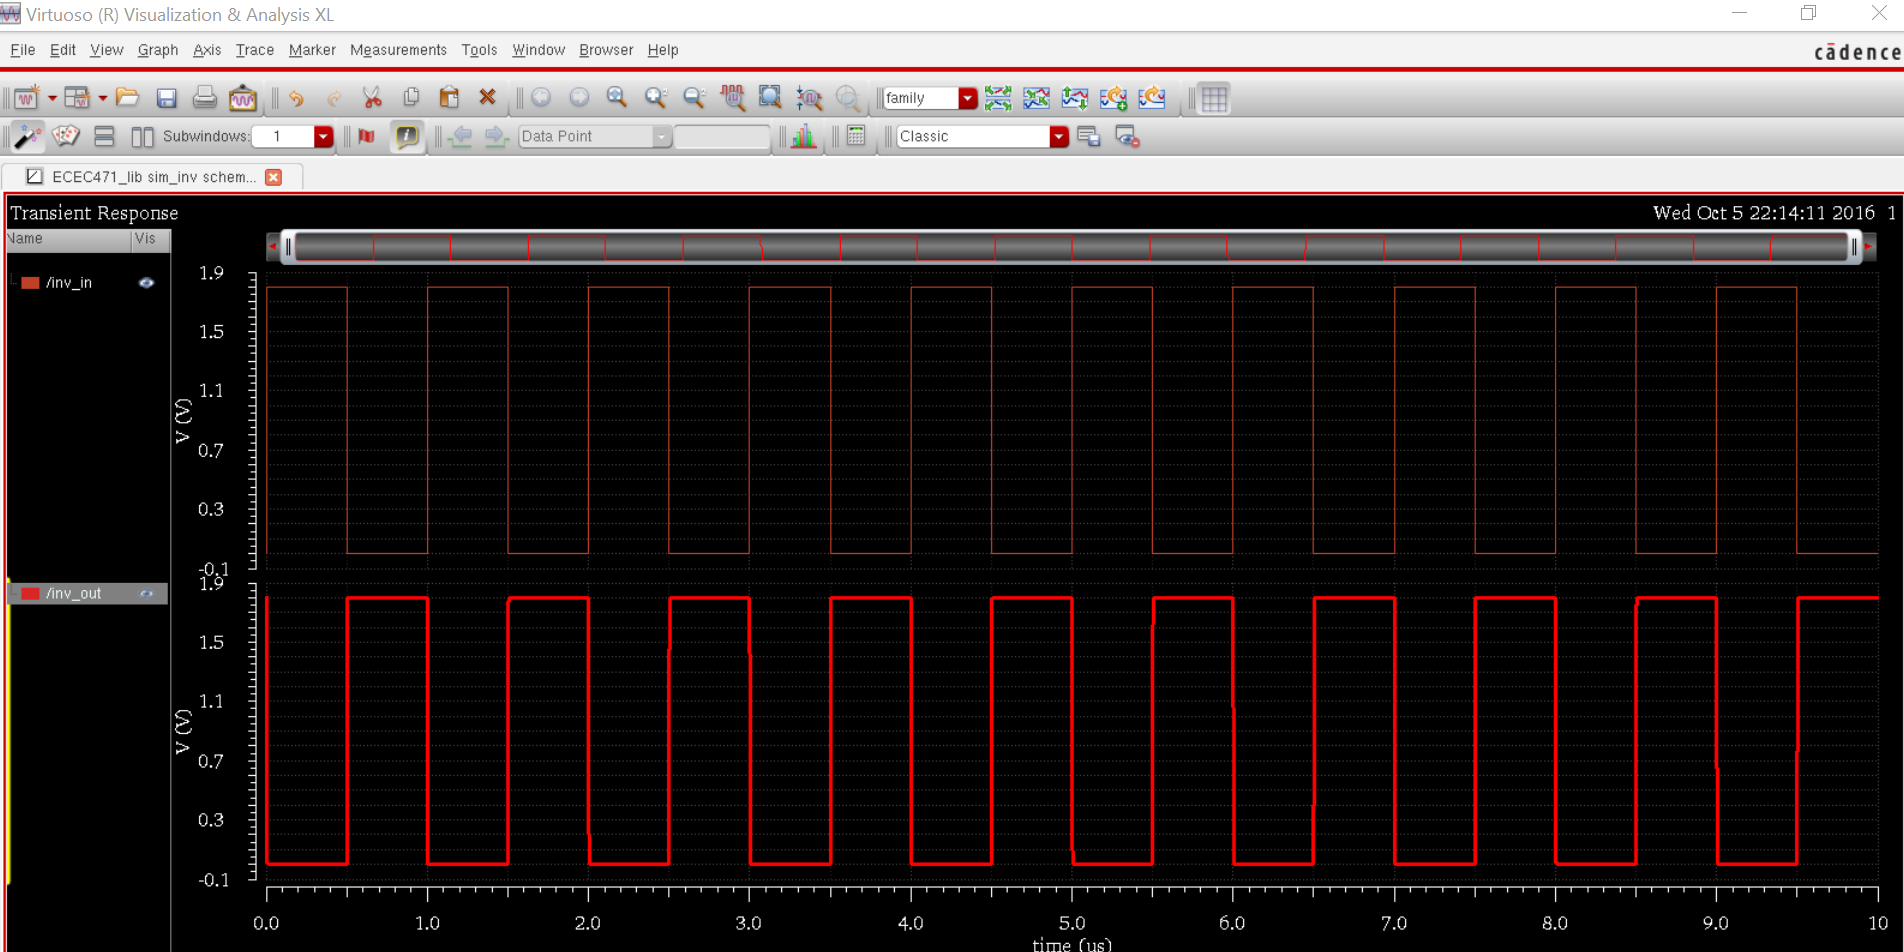 Virtuoso (R) Visualization & Analysis XL
File Edit View Graph Axis Trace Marker Measurements Tools Window Browser Help
cādence
family
Subwindows: 1
Data Point
Classic
ECEC471_lib sim_inv schem...
Transient Response
Wed Oct 5 22:14:11 2016 1
Name Vis
/inv_in
1.9
1.5
1.1
0.7
0.3
-0.1
V (V)
/inv_out
1.9
1.5
1.1
0.7
0.3
-0.1
V (V)
0.0 1.0 2.0 3.0 4.0 5.0 6.0 7.0 8.0 9.0 10
time (us)